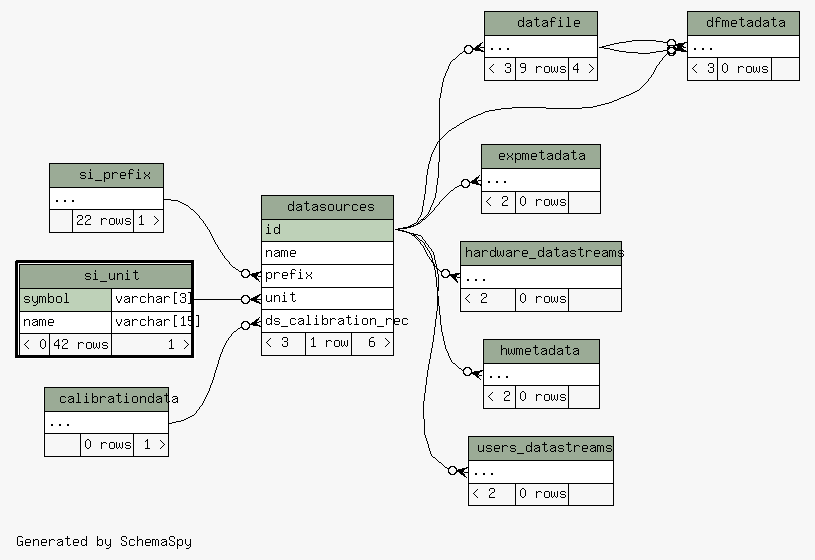 datafile
...
< 3 9 rows 4 >
dfmetadata
...
< 3 0 rows
expmetadata
...
< 2 0 rows
si_prefix
...
22 rows 1 >
datasources
id
name
prefix
unit
ds_calibration_rec
< 3 1 row 6 >
hardware_datastreams
...
< 2 0 rows
si_unit
symbol varchar[3]
name varchar[15]
< 0 42 rows 1 >
hwmetadata
...
< 2 0 rows
calibrationdata
...
0 rows 1 >
users_datastreams
...
< 2 0 rows
Generated by SchemaSpy